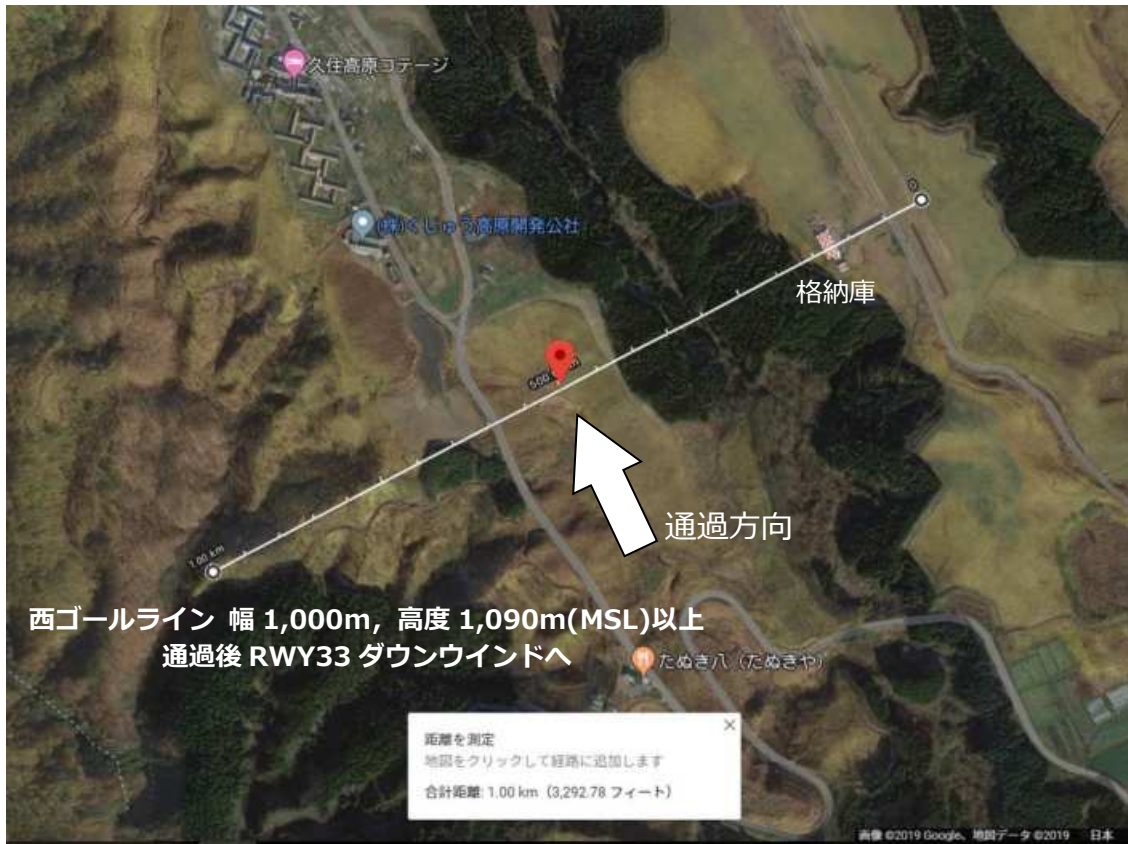 久住高原コテージ
0
(株)くじゅう高原開発公社
格納庫
通過方向
1.00 km
西ゴールライン 幅 1,000m, 高度 1,090m(MSL)以上
通過後 RWY33 ダウンウインドへ
たぬき八 (たぬきや)
距離を測定
地図をクリックして経路に追加します
合計距離: 1.00 km (3,292.78 フィート)
画像 ©2019 Google、地図データ ©2019 日本